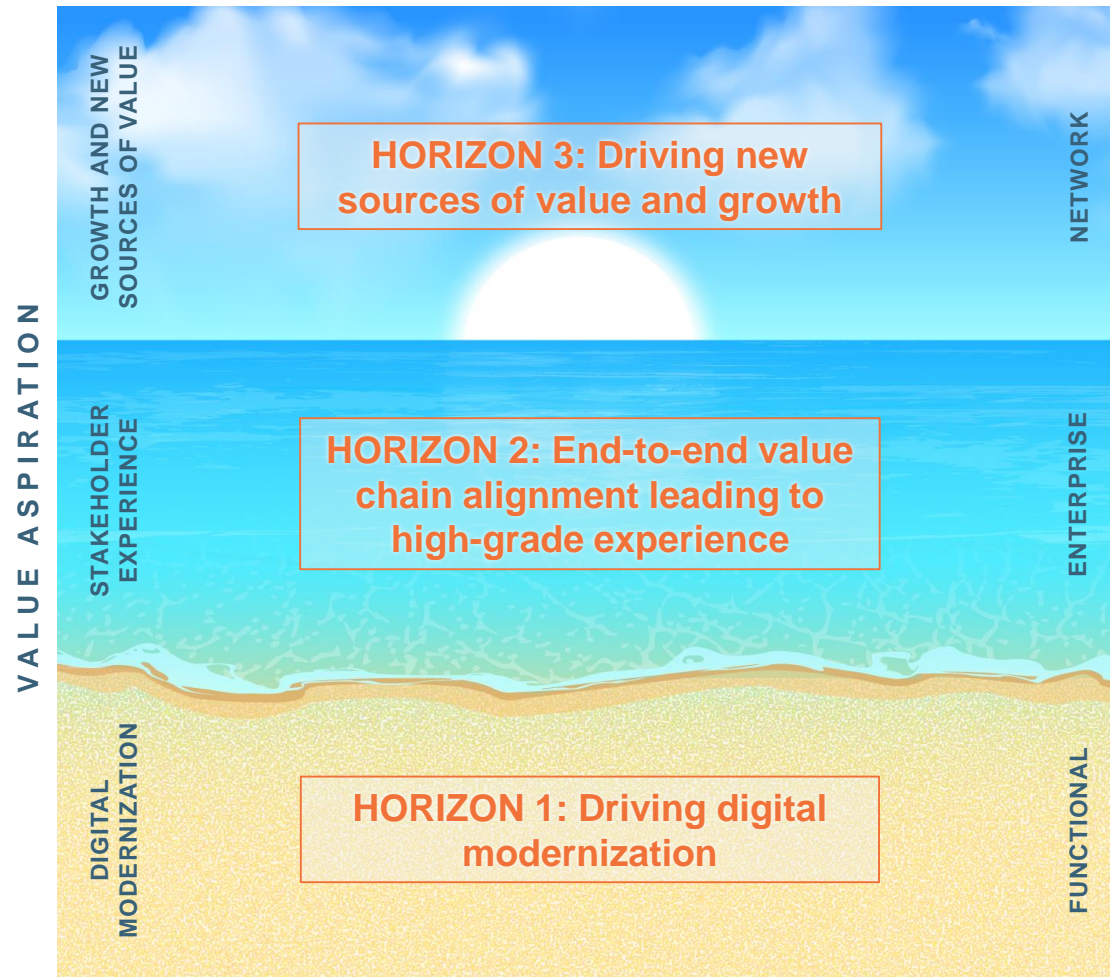 VALUE ASPIRATION
GROWTH AND NEW
SOURCES OF VALUE
HORIZON 3: Driving new
sources of value and growth
NETWORK
STAKEHOLDER
EXPERIENCE
HORIZON 2: End-to-end value
chain alignment leading to
high-grade experience
ENTERPRISE
DIGITAL
MODERNIZATION
HORIZON 1: Driving digital
modernization
FUNCTIONAL